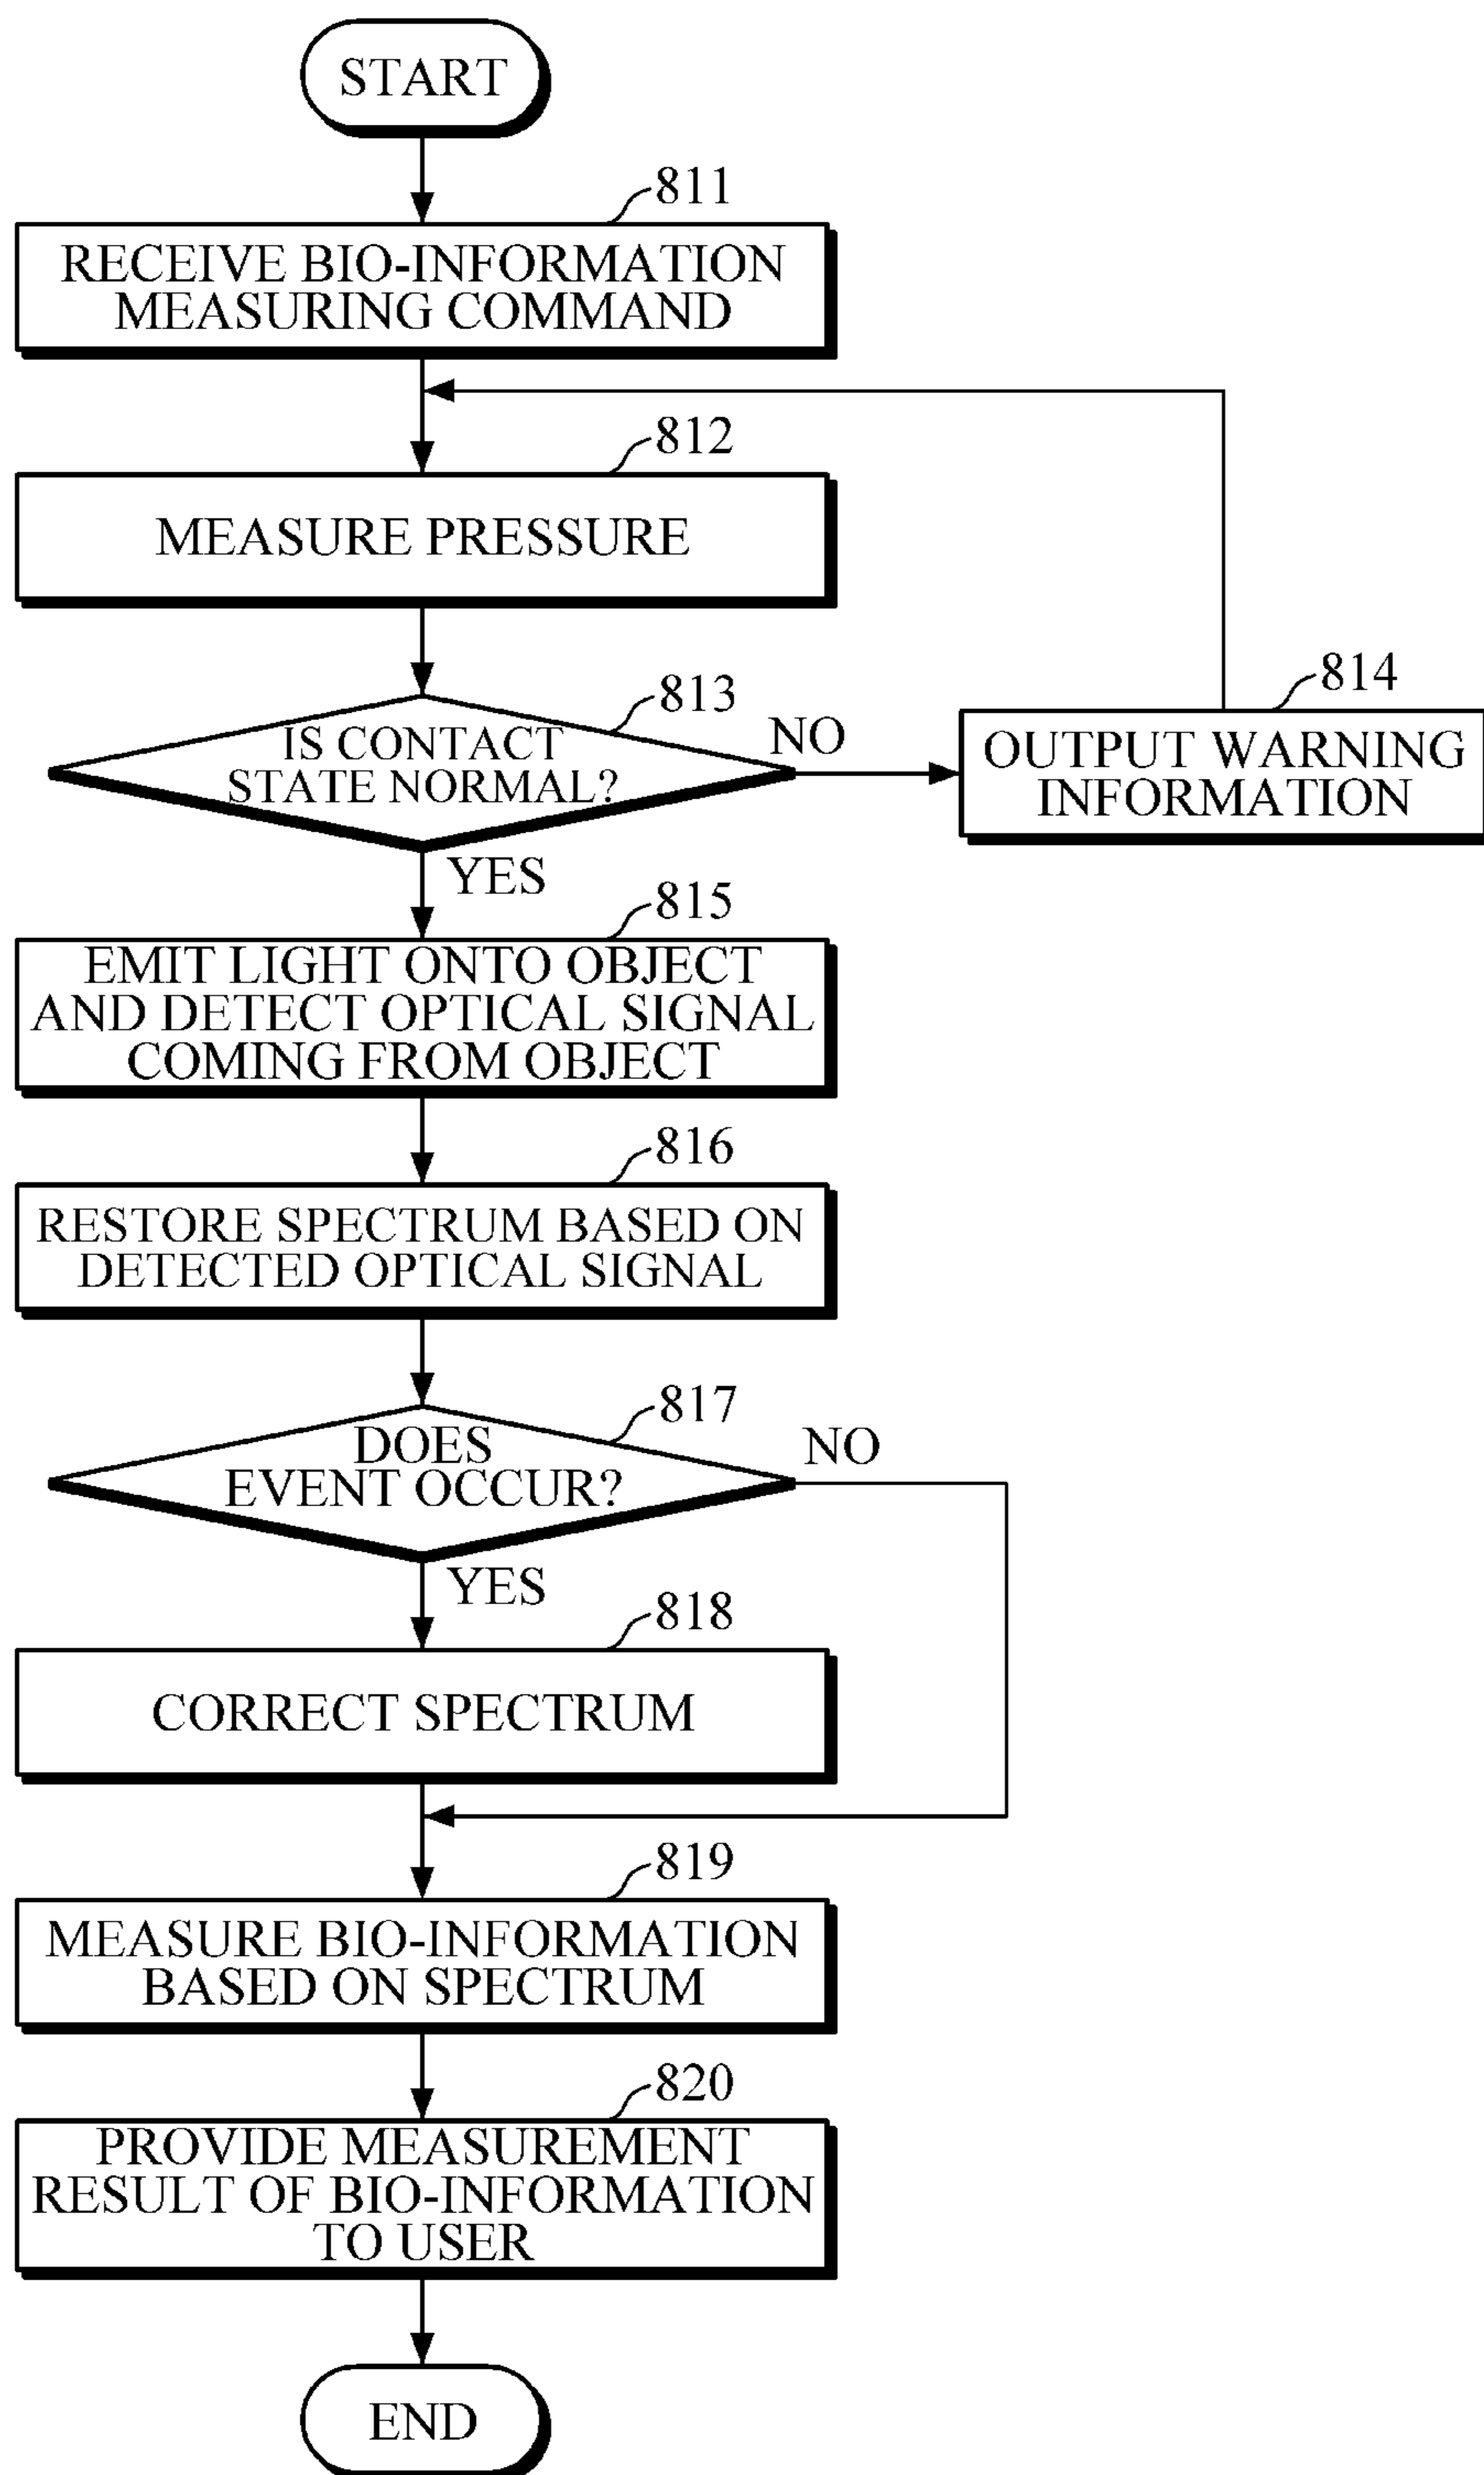 START
811
RECEIVE BIO-INFORMATION
MEASURING COMMAND
812
MEASURE PRESSURE
813
IS CONTACT
STATE NORMAL?
NO
814
OUTPUT WARNING
INFORMATION
YES
815
EMIT LIGHT ONTO OBJECT
AND DETECT OPTICAL SIGNAL
COMING FROM OBJECT
816
RESTORE SPECTRUM BASED ON
DETECTED OPTICAL SIGNAL
817
DOES
EVENT OCCUR?
NO
YES
818
CORRECT SPECTRUM
819
MEASURE BIO-INFORMATION
BASED ON SPECTRUM
820
PROVIDE MEASUREMENT
RESULT OF BIO-INFORMATION
TO USER
END